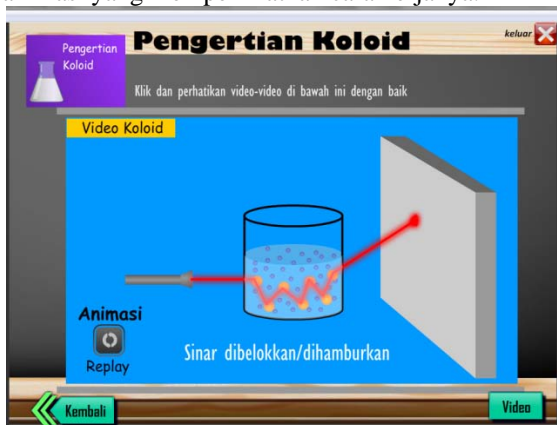 Pengertian Koloid
keluar
Pengertian
Koloid
Klik dan perhatikan video-video di bawah ini dengan baik
Video Koloid
Animasi
Replay
Sinar dibelokkan/dihamburkan
Kembali
Video